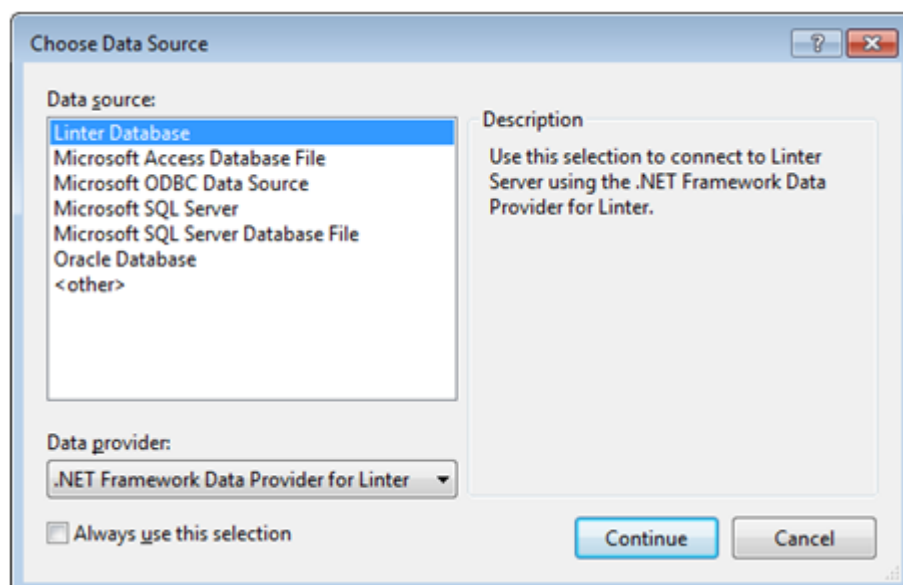 Choose Data Source
Data source:
Linter Database
Microsoft Access Database File
Microsoft ODBC Data Source
Microsoft SQL Server
Microsoft SQL Server Database File
Oracle Database
<other>
Description
Use this selection to connect to Linter
Server using the .NET Framework Data
Provider for Linter.
Data provider:
.NET Framework Data Provider for Linter
Always use this selection
Continue
Cancel